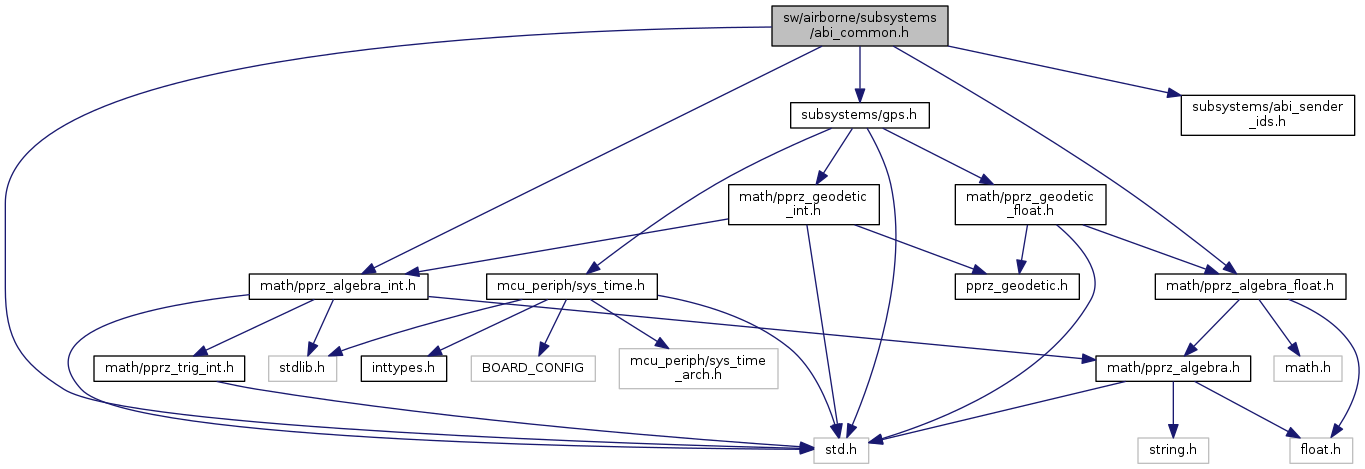 sw/airborne/subsystems
/abi_common.h
subsystems/gps.h
subsystems/abi_sender
_ids.h
math/pprz_geodetic
_int.h
math/pprz_geodetic
_float.h
math/pprz_algebra_int.h
mcu_periph/sys_time.h
pprz_geodetic.h
math/pprz_algebra_float.h
math/pprz_trig_int.h
stdlib.h
inttypes.h
BOARD_CONFIG
mcu_periph/sys_time
_arch.h
math/pprz_algebra.h
math.h
std.h
string.h
float.h